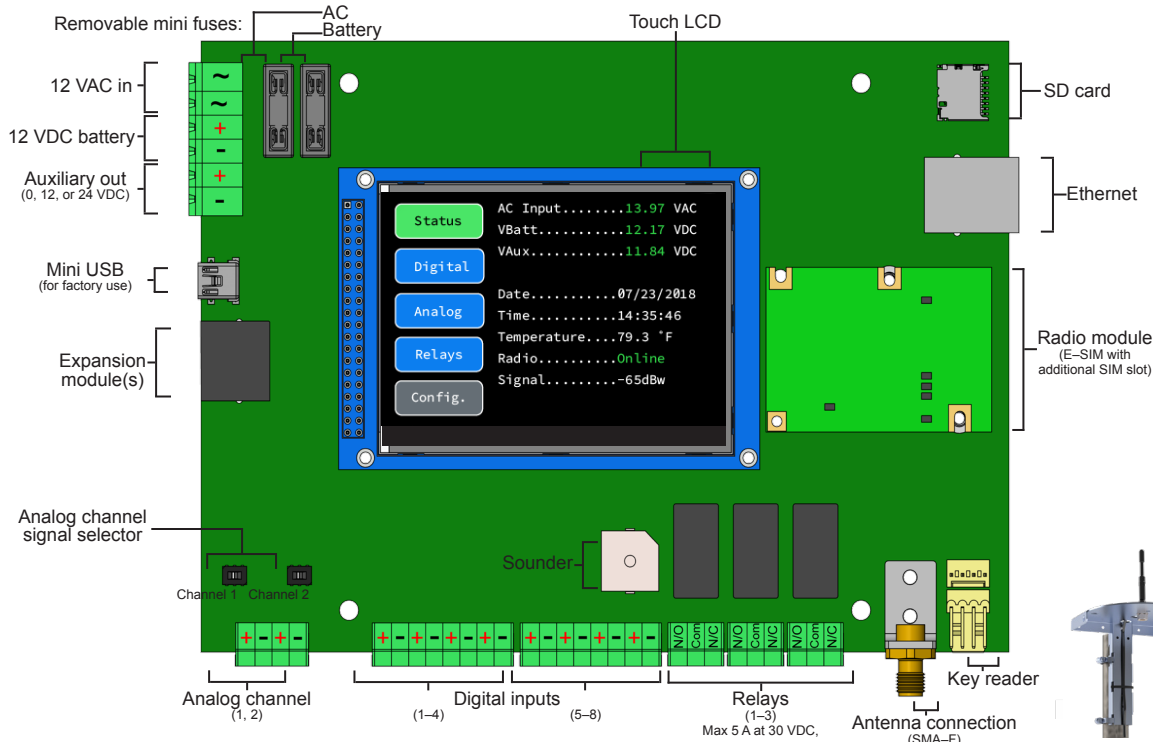 Removable mini fuses:
AC
Battery
Touch LCD
12 VAC in
~
~
12 VDC battery
+
-
Auxiliary out
(0, 12, or 24 VDC)
+
-
SD card
Ethernet
Mini USB
(for factory use)
Expansion
module(s)
Status
Digital
Analog
Relays
Config.
AC Input........13.97 VAC
VBatt...........12.17 VDC
VAux............11.84 VDC
Date...........07/23/2018
Time...........14:35:46
Temperature....79.3 °F
Radio..........Online
Signal.........-65dBw
Radio module
(E–SIM with
additional SIM slot)
Analog channel
signal selector
Channel 1
Channel 2
Sounder
+ - + -
+ - + - + - + -
+ - + - + - + -
N/O Com N/C
N/O Com N/C
N/O Com N/C
Analog channel
(1, 2)
Digital inputs
(1–4)
(5–8)
Relays
(1–3)
Max 5 A at 30 VDC,
Key reader
Antenna connection
(SMA–F)